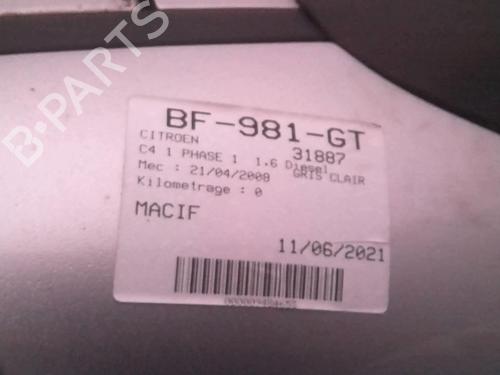 BF-981-GT
CITROEN 31887
C4 1 PHASE 1 1.6 Diesel
Mec : 21/04/2008 GRIS CLAIR
Kilometrage : 0
MACIF
11/06/2021
B-PARTS